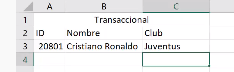 A B C
1 Transaccional
2 ID Nombre Club
3 20801 Cristiano Ronaldo Juventus
4